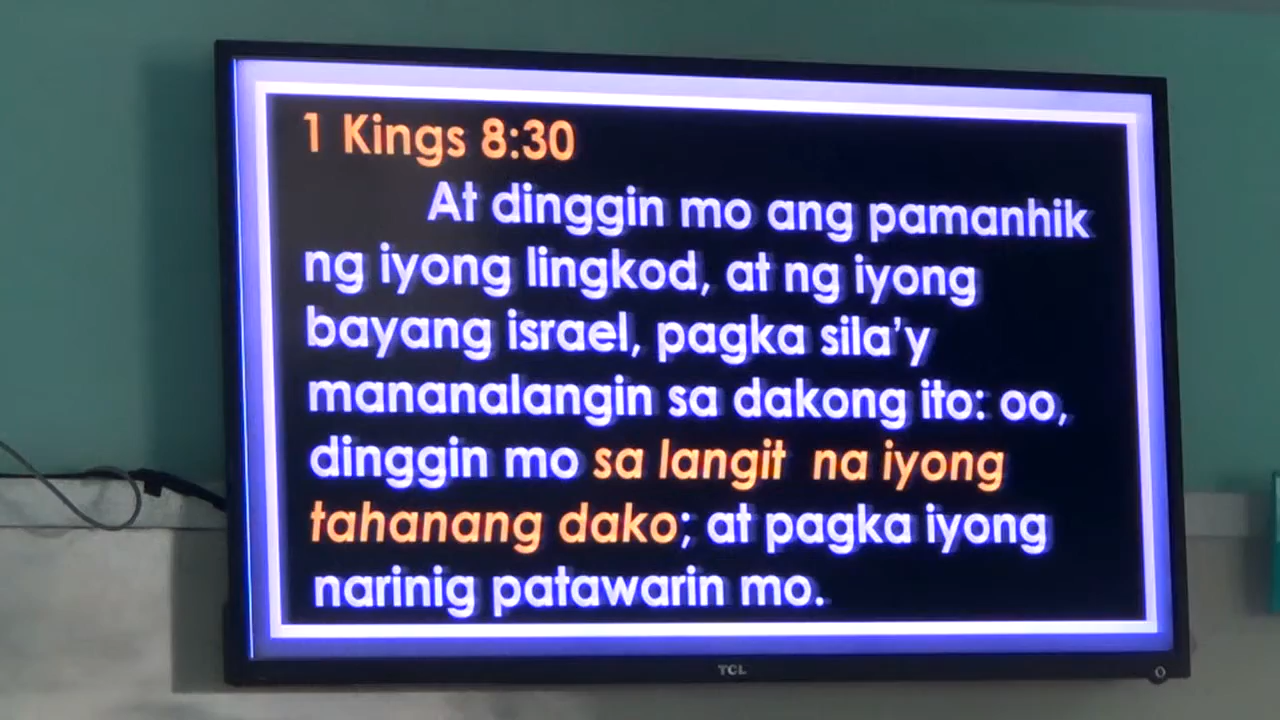 1 Kings 8:30
At dinggin mo ang pamanhik
ng iyong lingkod, at ng iyong
bayang israel, pagka sila'y
mananalangin sa dakong ito: oo,
dinggin mo sa langit na iyong
tahanang dako; at pagka iyong
narinig patawarin mo.
TCL